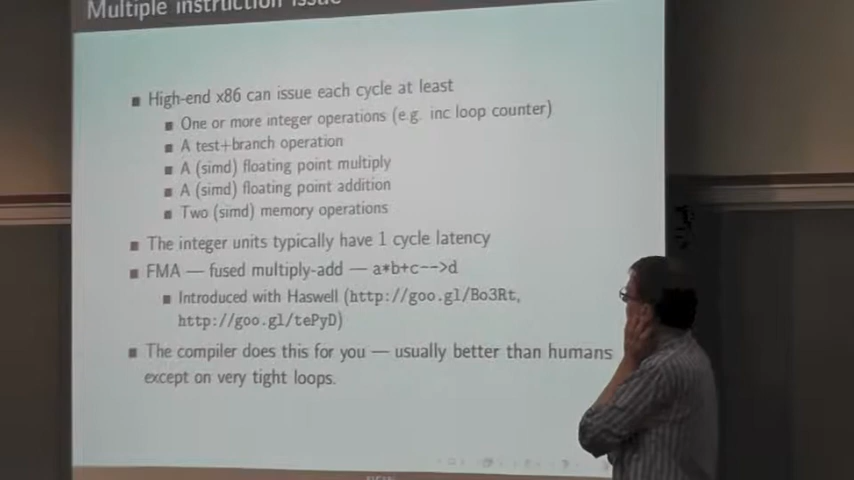 Multiple instruction issue
High-end x86 can issue each cycle at least
One or more integer operations (e.g. inc loop counter)
A test+branch operation
A (simd) floating point multiply
A (simd) floating point addition
Two (simd) memory operations
The integer units typically have 1 cycle latency
FMA — fused multiply-add — a*b+c-->d
Introduced with Haswell (http://goo.gl/Bo3Rt,
http://goo.gl/tePyD)
The compiler does this for you — usually better than humans
except on very tight loops.